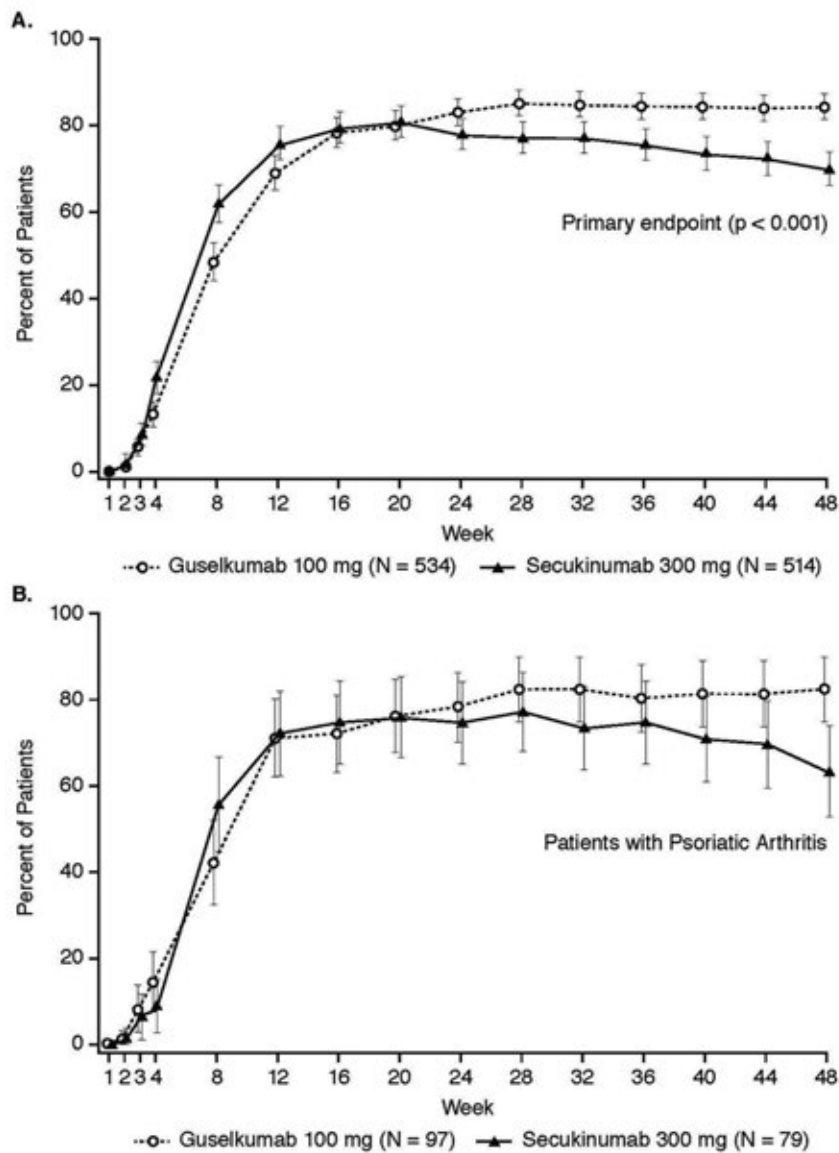 A.
100
80
60
40
20
0
Percent of Patients
Primary endpoint (p < 0.001)
1 2 3 4 8 12 16 20 24 28 32 36 40 44 48
Week
Guselkumab 100 mg (N = 534) Secukinumab 300 mg (N = 514)
B.
100
80
60
40
20
0
Percent of Patients
Patients with Psoriatic Arthritis
1 2 3 4 8 12 16 20 24 28 32 36 40 44 48
Week
Guselkumab 100 mg (N = 97) Secukinumab 300 mg (N = 79)